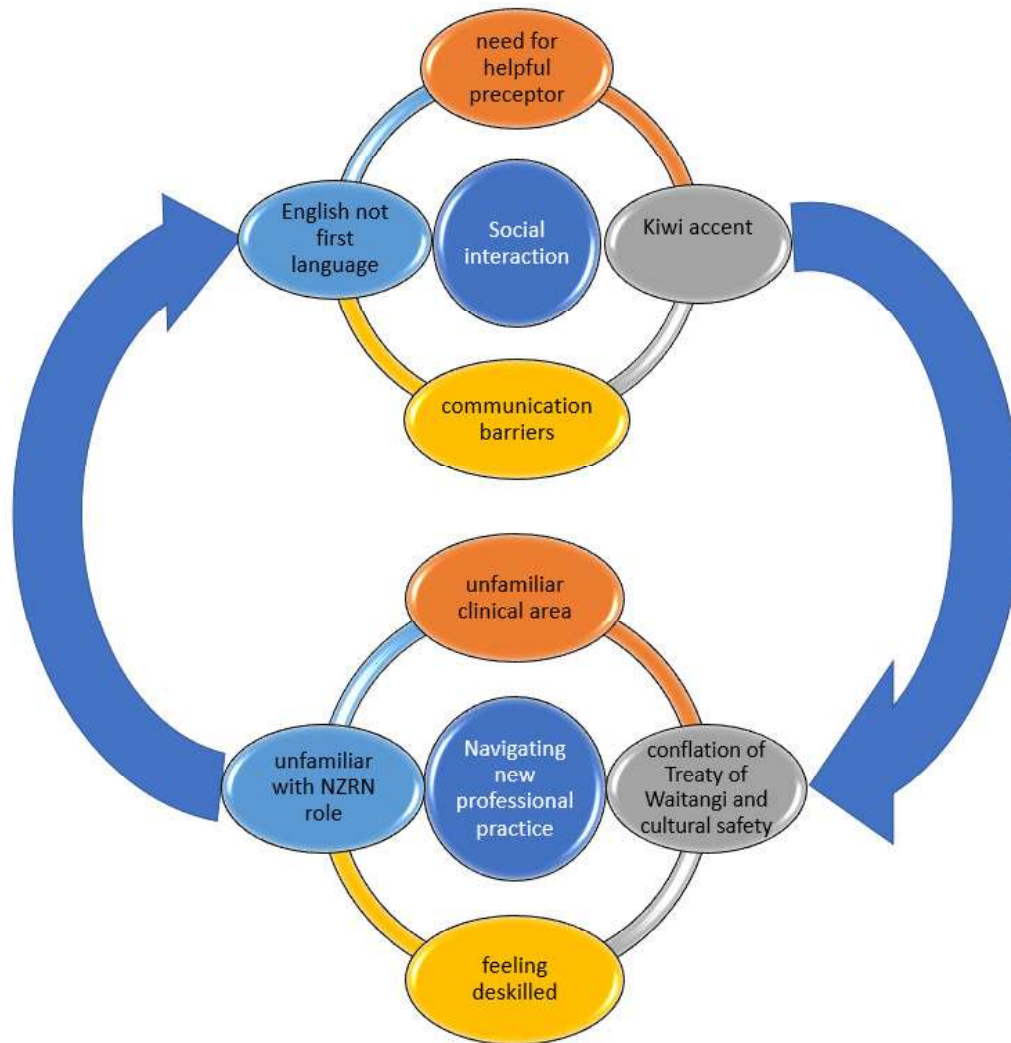 need for
helpful
preceptor
English not
first
language
Social
interaction
Kiwi accent
communication
barriers
unfamiliar
clinical area
unfamiliar
with NZRN
role
Navigating
new
professional
practice
conflation of
Treaty of
Waitangi and
cultural safety
feeling
deskilled